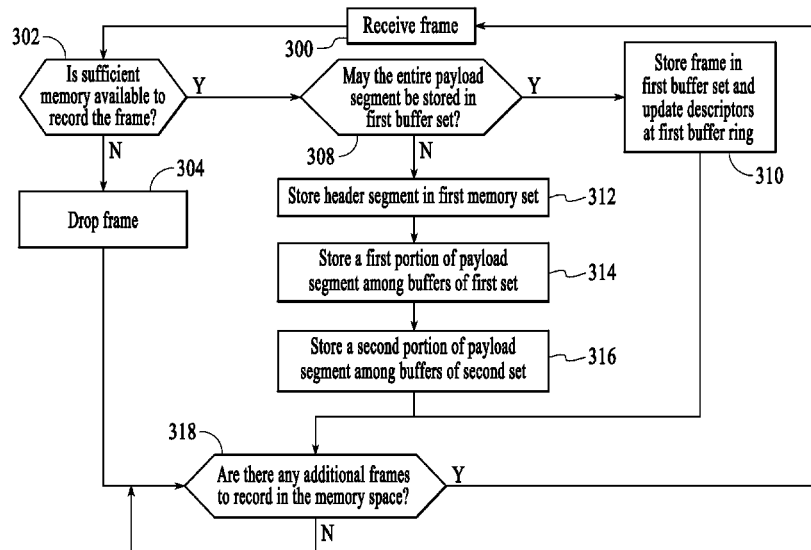 Receive frame
300
302
Is sufficient
memory available to
record the frame?
Y
N
May the entire payload
segment be stored in
first buffer set?
308
Y
N
Store frame in
first buffer set and
update descriptors
at first buffer ring
310
304
Drop frame
Store header segment in first memory set
312
Store a first portion of payload
segment among buffers of first set
314
Store a second portion of payload
segment among buffers of second set
316
318
Are there any additional frames
to record in the memory space?
Y
N